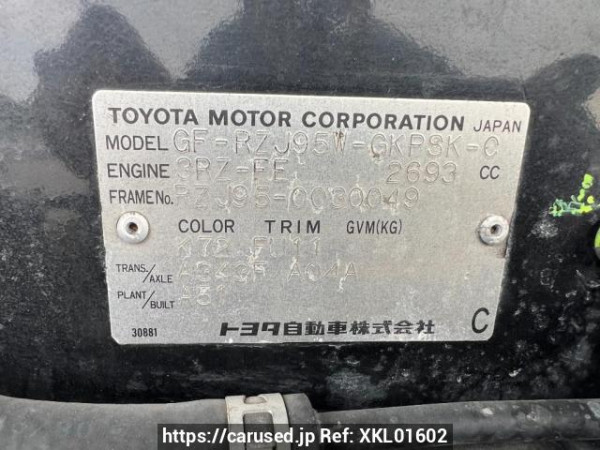 TOYOTA MOTOR CORPORATION JAPAN
MODEL GF-RZJ95W-GKPSK-C
ENGINE 3RZ-FE 2693 CC
FRAME No. RZJ95-0030049
COLOR TRIM GVM(KG)
FU11
TRANS./AXLE A04A
PLANT/BUILT
30881 トヨタ自動車株式会社 C
https://carused.jp Ref: XKL01602